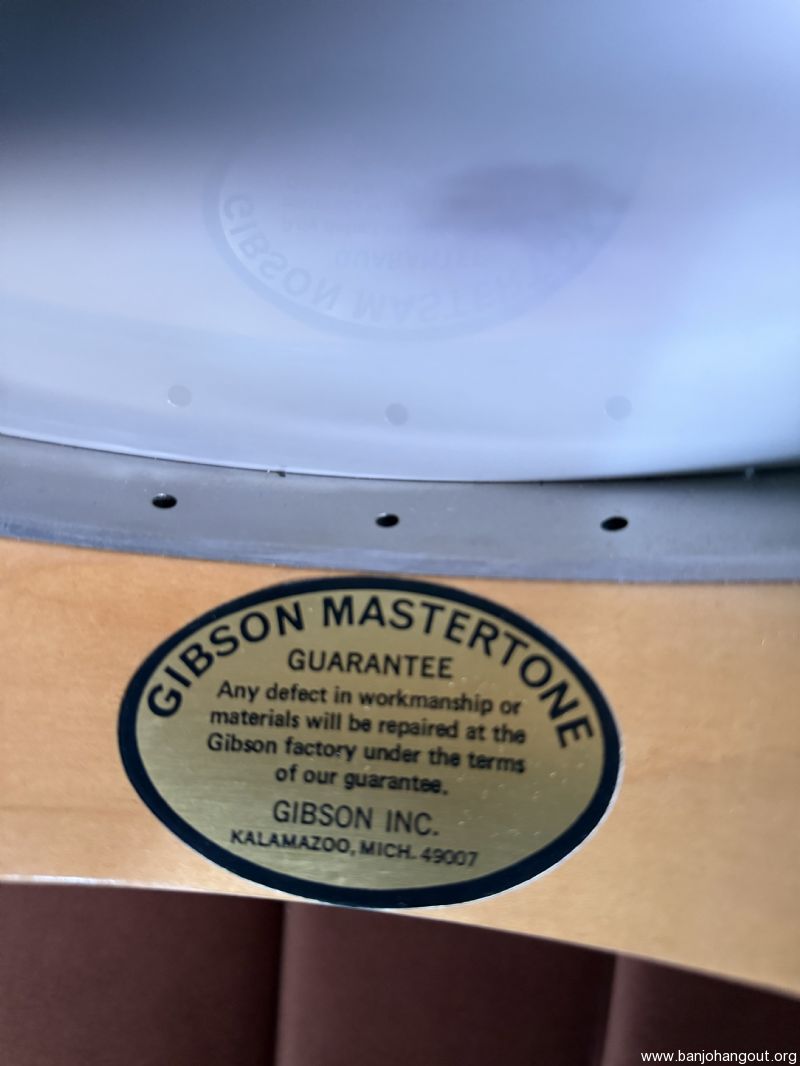 GIBSON MASTERTONE
GUARANTEE
Any defect in workmanship or
materials will be repaired at the
Gibson factory under the terms
of our guarantee.
GIBSON INC.
KALAMAZOO, MICH. 49007
www.banjohangout.org